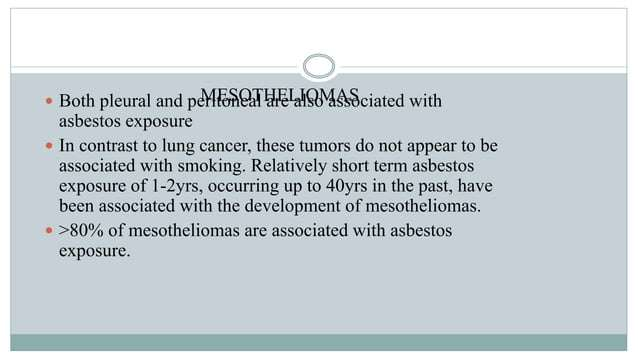 MESOTHELIOMAS
• Both pleural and peritoneal are also associated with
asbestos exposure
• In contrast to lung cancer, these tumors do not appear to be
associated with smoking. Relatively short term asbestos
exposure of 1-2yrs, occurring up to 40yrs in the past, have
been associated with the development of mesotheliomas.
• >80% of mesotheliomas are associated with asbestos
exposure.